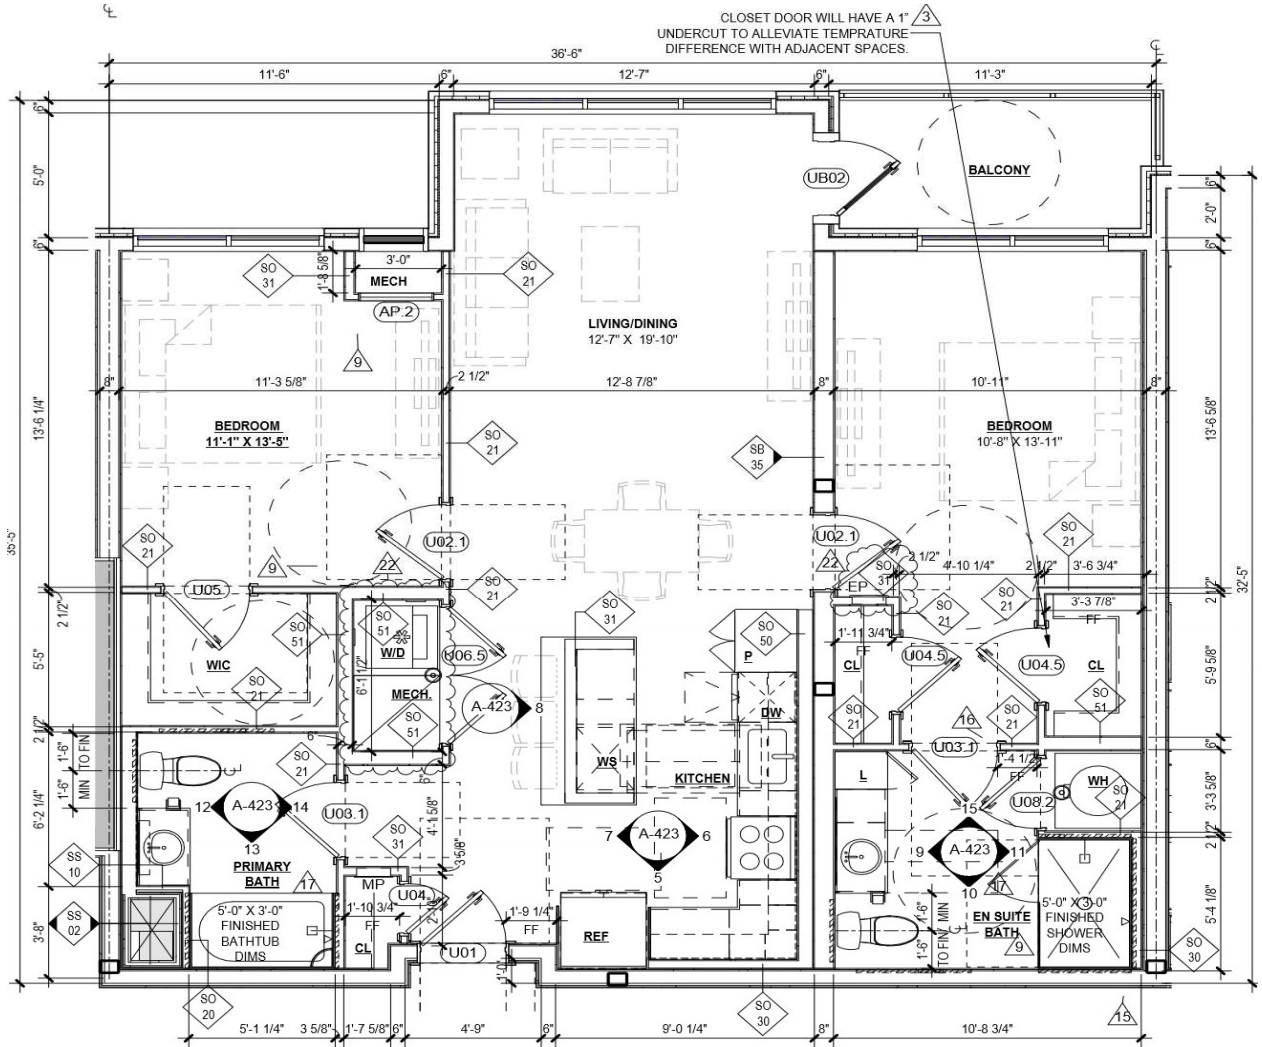 CLOSET DOOR WILL HAVE A 1"
UNDERCUT TO ALLEVIATE TEMPRATURE
DIFFERENCE WITH ADJACENT SPACES.
3
36'-6"
11'-6"
6"
12'-7"
6"
11'-3"
6"
5'-0"
6"
UB02
BALCONY
6"
2'-0"
6"
SO
31
1'-8 5/8"
3'-0"
MECH
AP.2
SO
21
9
LIVING/DINING
12'-7" X 19'-10"
8"
11'-3 5/8"
2 1/2"
12'-8 7/8"
8"
10'-11"
8"
13'-6 1/4"
BEDROOM
11'-1" X 13'-5"
SO
21
SB
35
BEDROOM
10'-8" X 13'-11"
13'-6 5/8"
35'-5"
32'-5"
SO
21
9
U02.1
22
U02.1
22
SO
31
EP
2 1/2"
SO
21
4'-10 1/4"
2 1/2"
3'-6 3/4"
U05
SO
21
SO
21
SO
21
2 1/2"
2 1/2"
3'-3 7/8"
FF
5'-5"
WIC
SO
51
SO
21
SO
51
W/D
6'-1 1/2"
MECH.
U06.5
SO
31
SO
50
P
1'-11 3/4"
FF
CL
U04.5
U04.5
CL
5'-9 5/8"
SO
51
A-423
8
SO
51
DW
SO
21
16
SO
21
2 1/2"
6"
SO
21
WS
KITCHEN
U03.1
6"
1'-6"
1'-6"
MIN TO FIN
L
1'-4 1/2"
FF
WH
SO
21
U08.2
3'-3 5/8"
12
A-423
14
13
U03.1
SO
31
4'-1 5/8"
3 5/8"
7
A-423
6
5
15
9
A-423
11
10
6'-2 1/4"
PRIMARY
BATH
17
17
SS
10
SS
02
3'-8"
5'-0" X 3'-0"
FINISHED
BATHTUB
DIMS
MP
U04
1'-10 3/4"
FF
CL
U01
1'-9 1/4"
FF
1'-0"
REF
1'-6"
1'-6"
TO FIN MIN
EN SUITE
BATH
9
5'-0" X 3'-0"
FINISHED
SHOWER
DIMS
5'-4 1/8"
SO
30
SO
20
SO
30
15
5'-1 1/4"
3 5/8"
1'-7 5/8"
6"
4'-9"
6"
9'-0 1/4"
8"
10'-8 3/4"